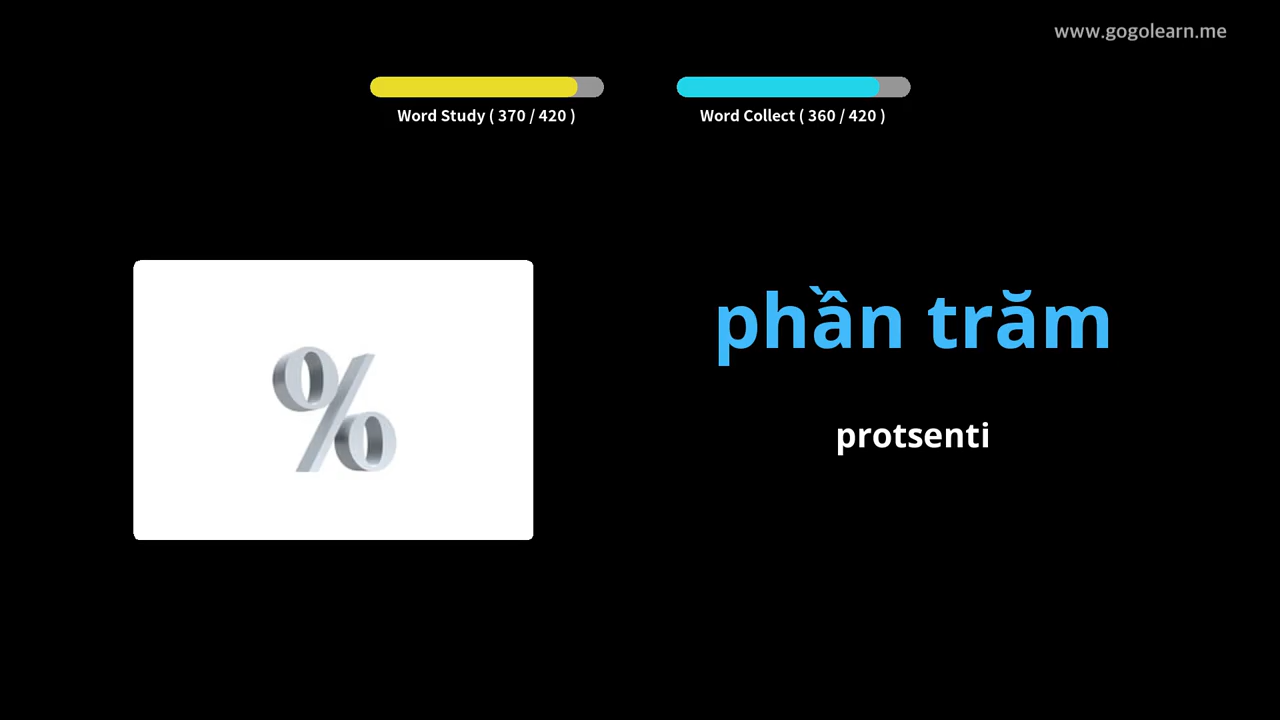 www.gogolearn.me
Word Study ( 370 / 420 )
Word Collect ( 360 / 420 )
%
phần trăm
protsenti